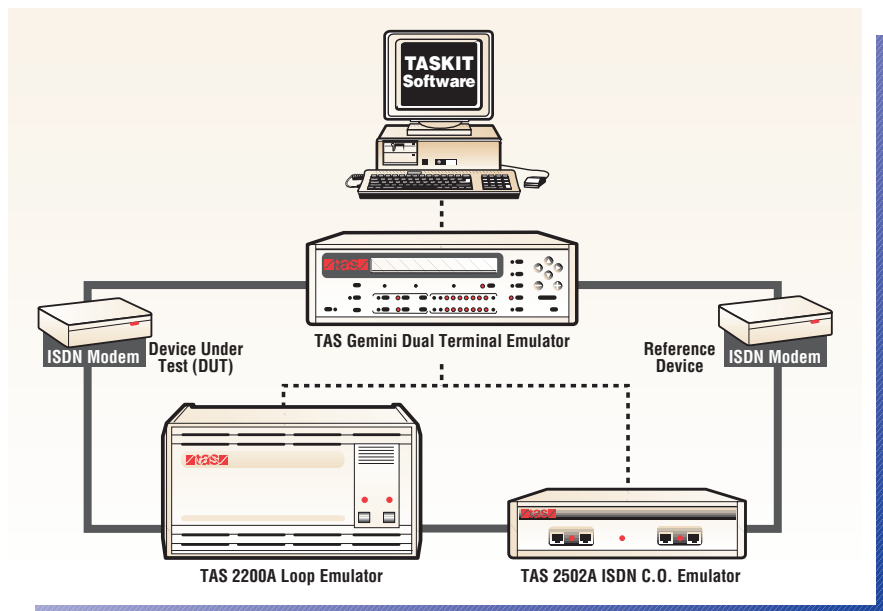 TASKIT
Software
tas
TAS Gemini Dual Terminal Emulator
ISDN Modem
Device Under
Test (DUT)
Reference
Device
ISDN Modem
tas
TAS 2200A Loop Emulator
tas
TAS 2502A ISDN C.O. Emulator